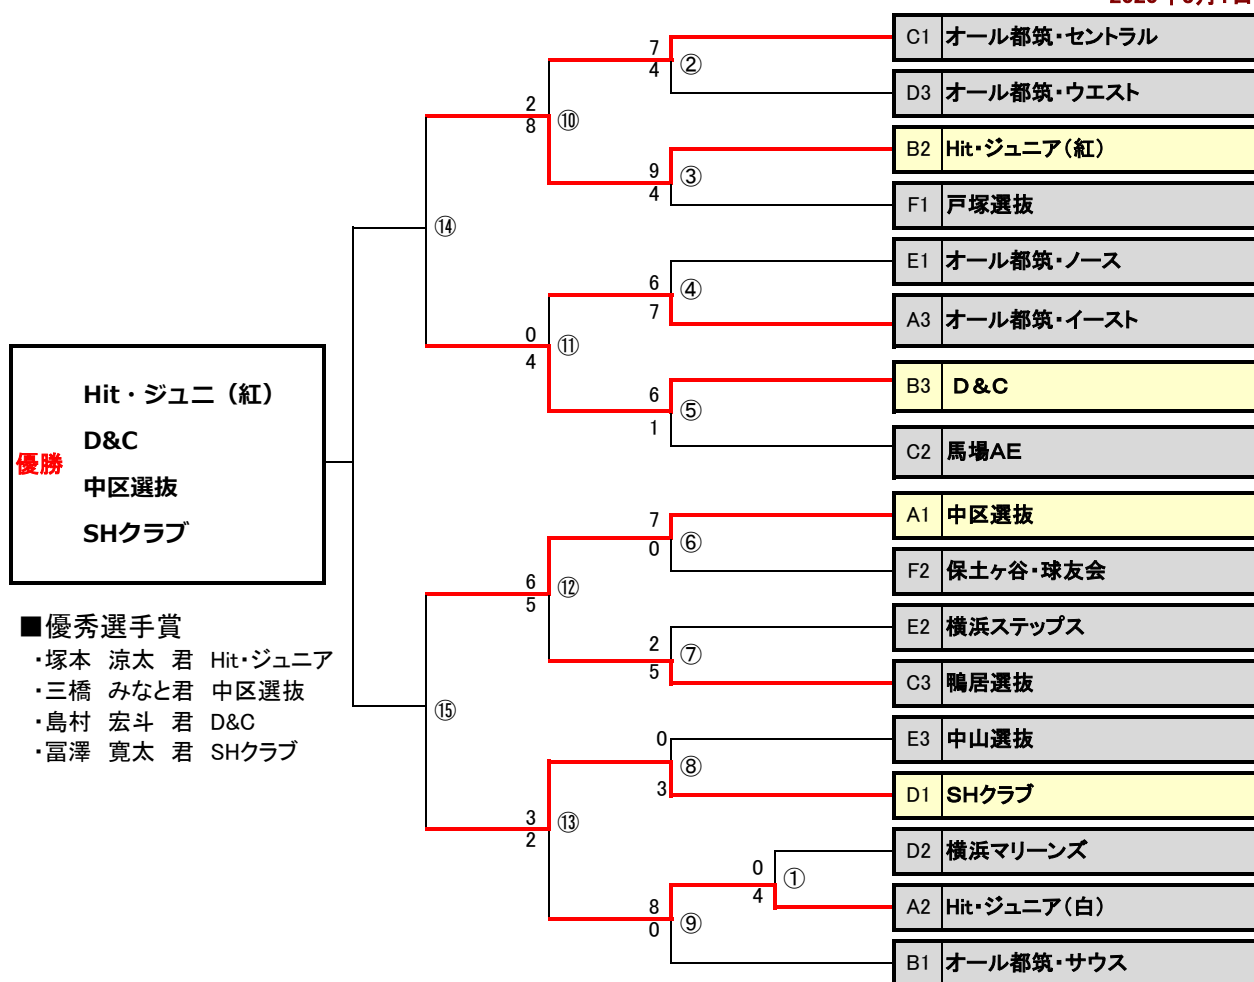 7
4
②
C1 オール都筑・セントラル
D3 オール都筑・ウエスト
2
8
⑩
9
4
③
B2 Hit・ジュニア（紅）
F1 戸塚選抜
⑭
6
7
④
E1 オール都筑・ノース
A3 オール都筑・イースト
0
4
⑪
6
1
⑤
B3 D＆C
C2 馬場AE
優勝
Hit・ジュニ（紅）
D&C
中区選抜
SHクラブ
7
0
⑥
A1 中区選抜
F2 保土ヶ谷・球友会
6
5
⑫
2
5
⑦
E2 横浜ステップス
C3 鴨居選抜
⑮
0
3
⑧
E3 中山選抜
D1 SHクラブ
3
2
⑬
0
4
①
D2 横浜マリーンズ
A2 Hit・ジュニア（白）
8
0
⑨
B1 オール都筑・サウス
■優秀選手賞
・塚本　涼太　君　Hit・ジュニア
・三橋　みなと君　中区選抜
・島村　宏斗　君　D&C
・冨澤　寛太　君　SHクラブ